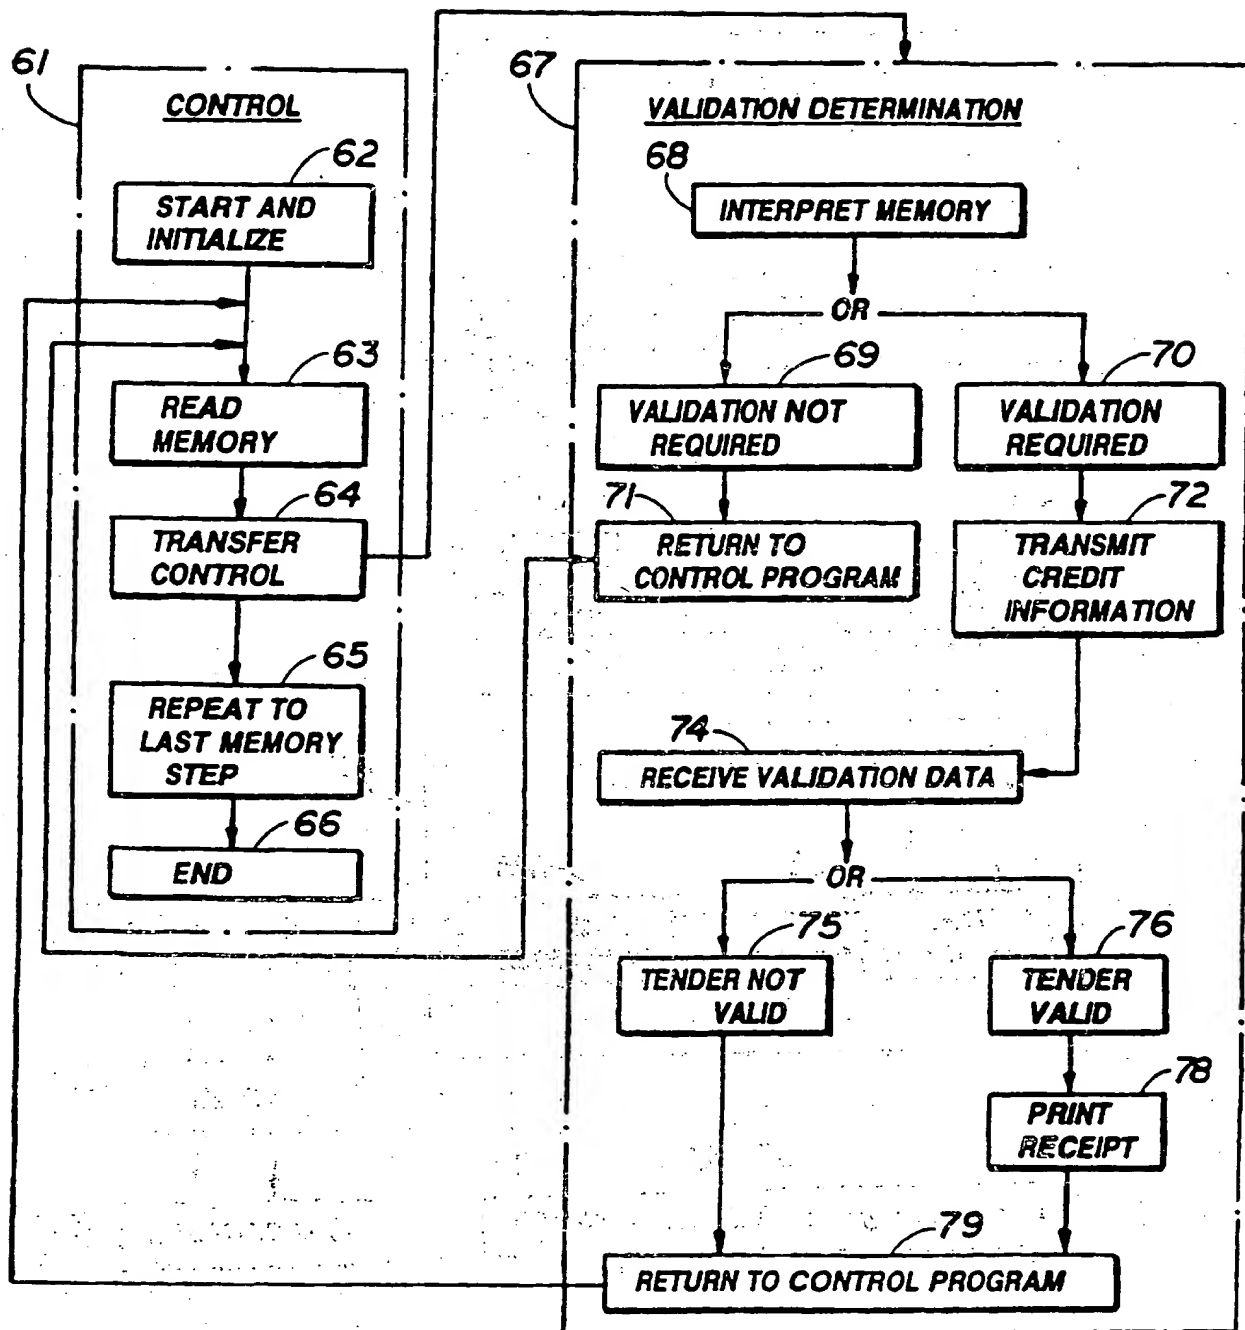 61
CONTROL
62
START AND
INITIALIZE
63
READ
MEMORY
64
TRANSFER
CONTROL
65
REPEAT TO
LAST MEMORY
STEP
66
END
67
VALIDATION DETERMINATION
68
INTERPRET MEMORY
OR
69
VALIDATION NOT
REQUIRED
70
VALIDATION
REQUIRED
71
RETURN TO
CONTROL PROGRAM
72
TRANSMIT
CREDIT
INFORMATION
74
RECEIVE VALIDATION DATA
OR
75
TENDER NOT
VALID
76
TENDER
VALID
78
PRINT
RECEIPT
79
RETURN TO CONTROL PROGRAM